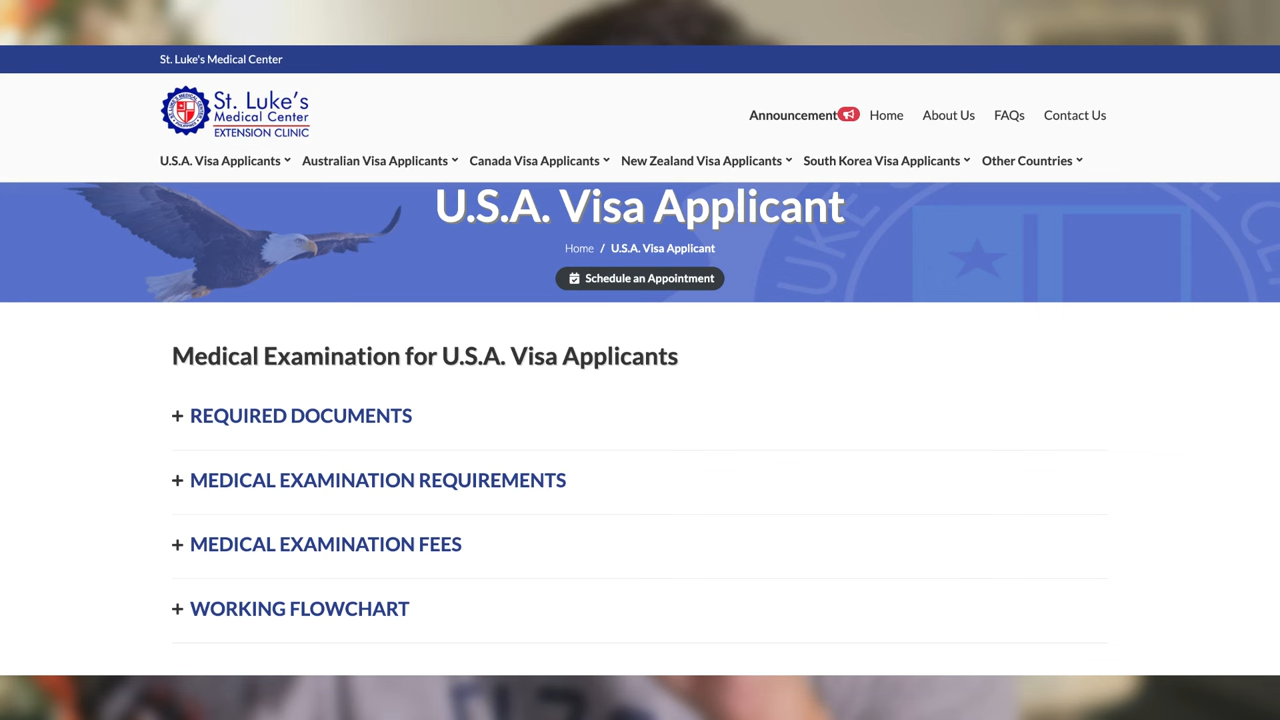 St. Luke's Medical Center
St. Luke's
Medical Center
EXTENSION CLINIC
Announcement Home About Us FAQs Contact Us
U.S.A. Visa Applicants Australian Visa Applicants Canada Visa Applicants New Zealand Visa Applicants South Korea Visa Applicants Other Countries
U.S.A. Visa Applicant
Home / U.S.A. Visa Applicant
Schedule an Appointment
Medical Examination for U.S.A. Visa Applicants
+ REQUIRED DOCUMENTS
+ MEDICAL EXAMINATION REQUIREMENTS
+ MEDICAL EXAMINATION FEES
+ WORKING FLOWCHART